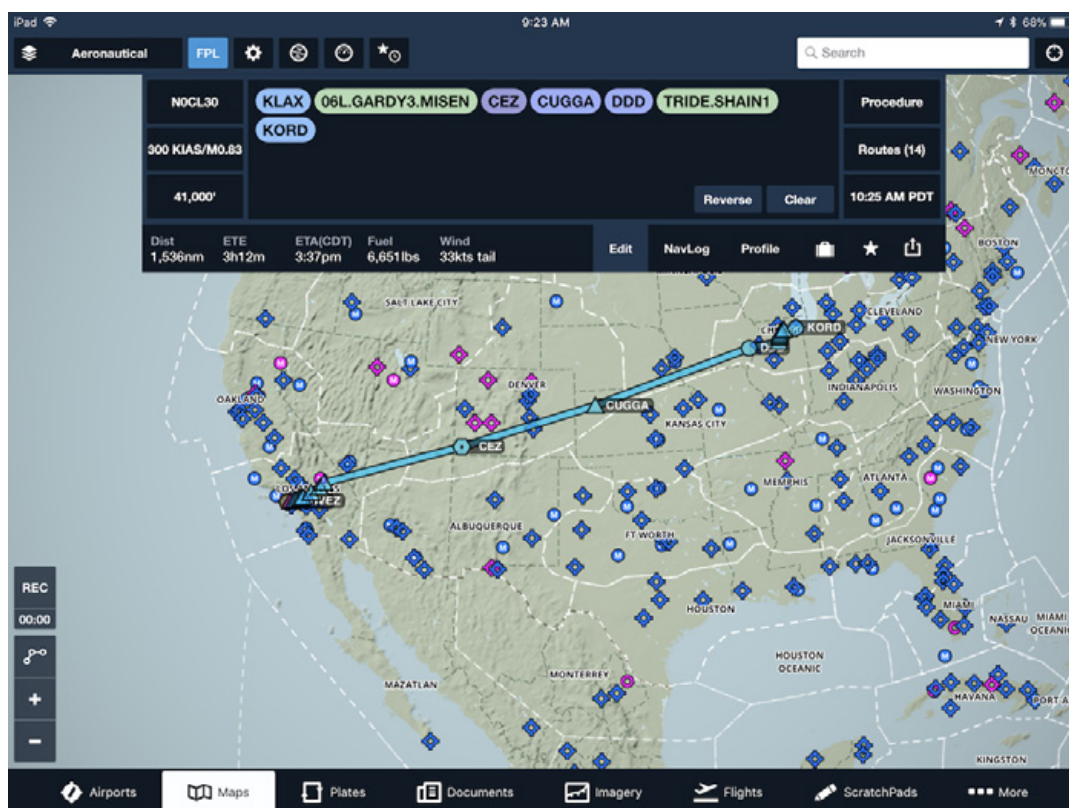 iPad 9:23 AM 68%
Aeronautical FPL Search
N0CL30 KLAX 06L.GARDY3.MISEN CEZ CUGGA DDD TRIDE.SHAIN1 Procedure
KORD
300 KIAS/M0.83 Routes (14)
41,000' Reverse Clear 10:25 AM PDT
Dist ETE ETA(CDT) Fuel Wind
1,536nm 3h12m 3:37pm 6,651lbs 33kts tail
Edit NavLog Profile
MONCTO
BOSTON
SALT LAKE CITY
CLEVELAND
KORD
NEW YORK
DENVER
INDIANAPOLIS
WASHINGTON
OAKLAND
CUGGA
KANSAS CITY
CEZ
MEMPHIS
ATLANTA
ALBUQUERQUE
FT WORTH
JACKSONVILLE
REC
00:00
HOUSTON
MIAMI
NASSAU
MIAMI
OCEANI
HOUSTON
OCEANIC
MONTERREY
MAZATLAN
HAVANA
PORT A
KINGSTON
+
−
Airports Maps Plates Documents Imagery Flights ScratchPads More